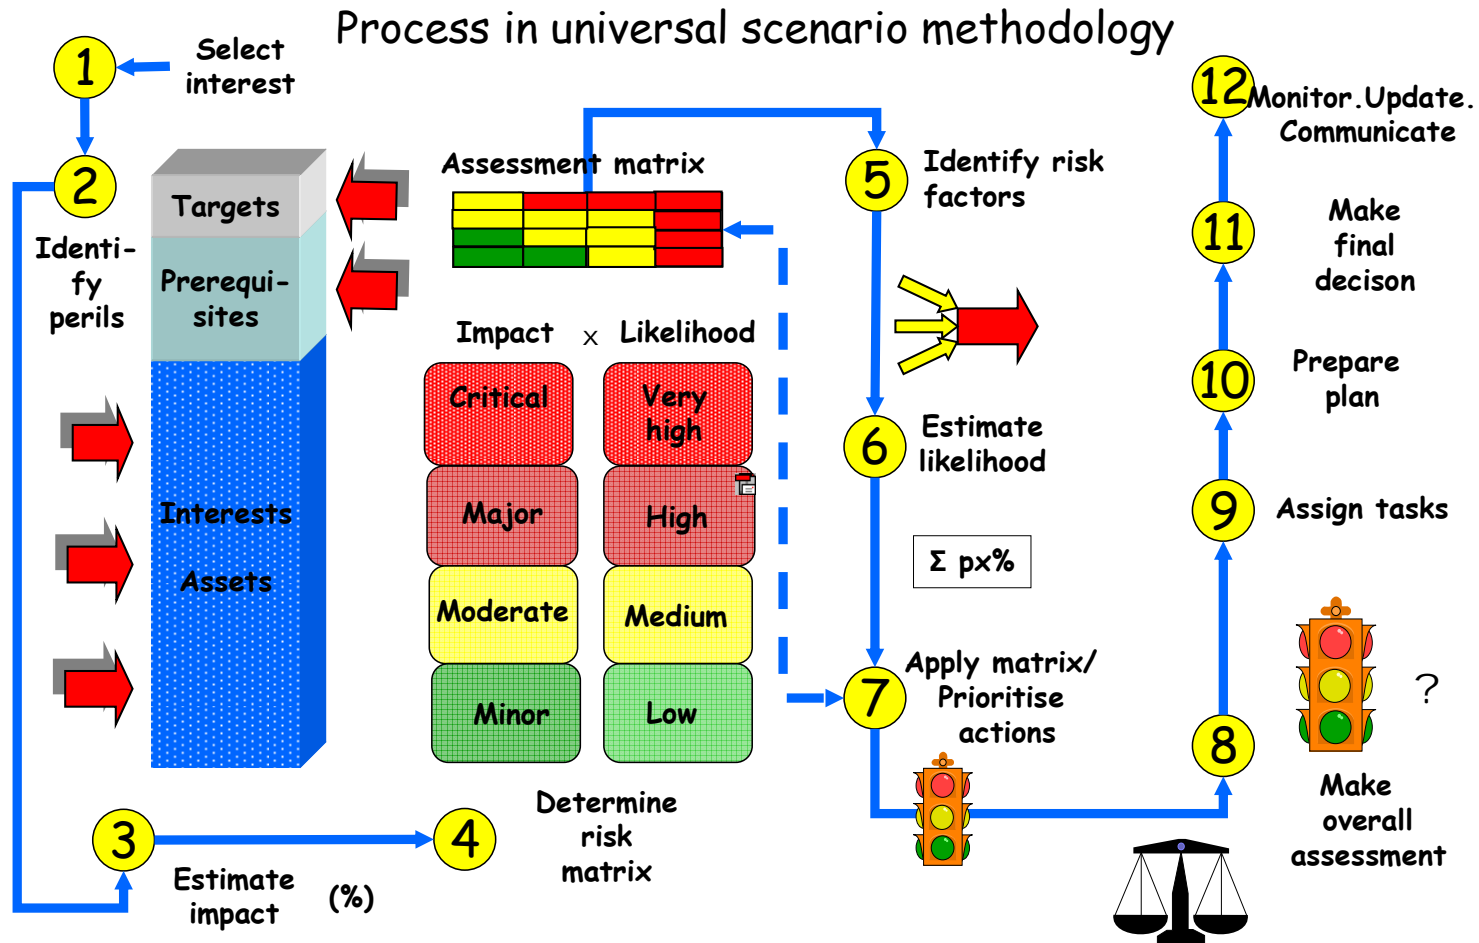 Process in universal scenario methodology
1
Select
interest
2
Identi-
fy
perils
Targets
Prerequi-
sites
Interests
Assets
3
Estimate
impact
(%)
4
Determine
risk
matrix
Assessment matrix
Impact x Likelihood
Critical
Very
high
Major
High
Moderate
Medium
Minor
Low
5
Identify risk
factors
6
Estimate
likelihood
Σ px%
7
Apply matrix/
Prioritise
actions
8
?
Make
overall
assessment
9
Assign tasks
10
Prepare
plan
11
Make
final
decison
12
Monitor.Update.
Communicate